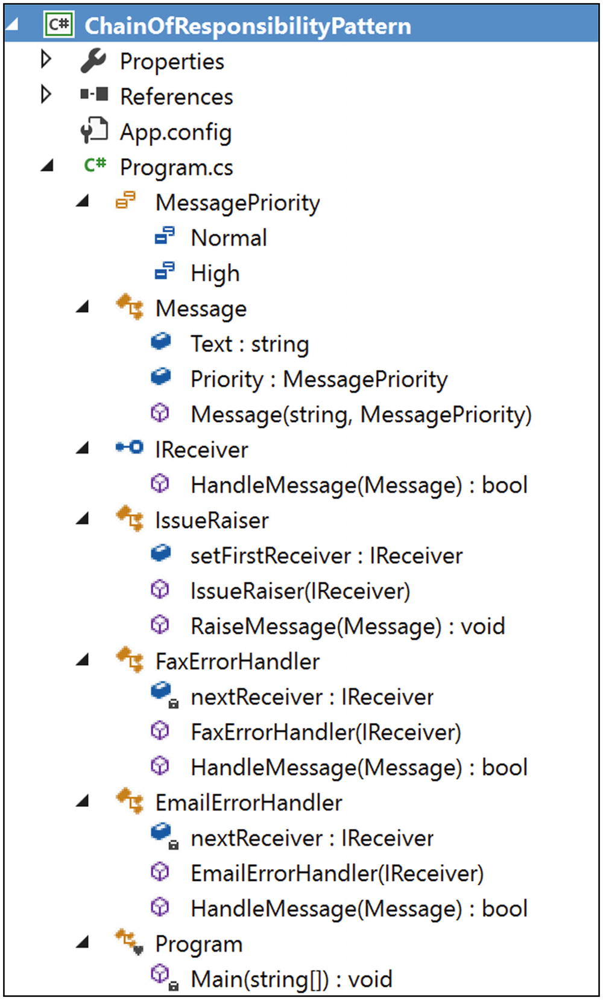 C# ChainOfResponsibilityPattern
Properties
References
App.config
C# Program.cs
MessagePriority
Normal
High
Message
Text : string
Priority : MessagePriority
Message(string, MessagePriority)
IReceiver
HandleMessage(Message) : bool
IssueRaiser
setFirstReceiver : IReceiver
IssueRaiser(IReceiver)
RaiseMessage(Message) : void
FaxErrorHandler
nextReceiver : IReceiver
FaxErrorHandler(IReceiver)
HandleMessage(Message) : bool
EmailErrorHandler
nextReceiver : IReceiver
EmailErrorHandler(IReceiver)
HandleMessage(Message) : bool
Program
Main(string[]) : void